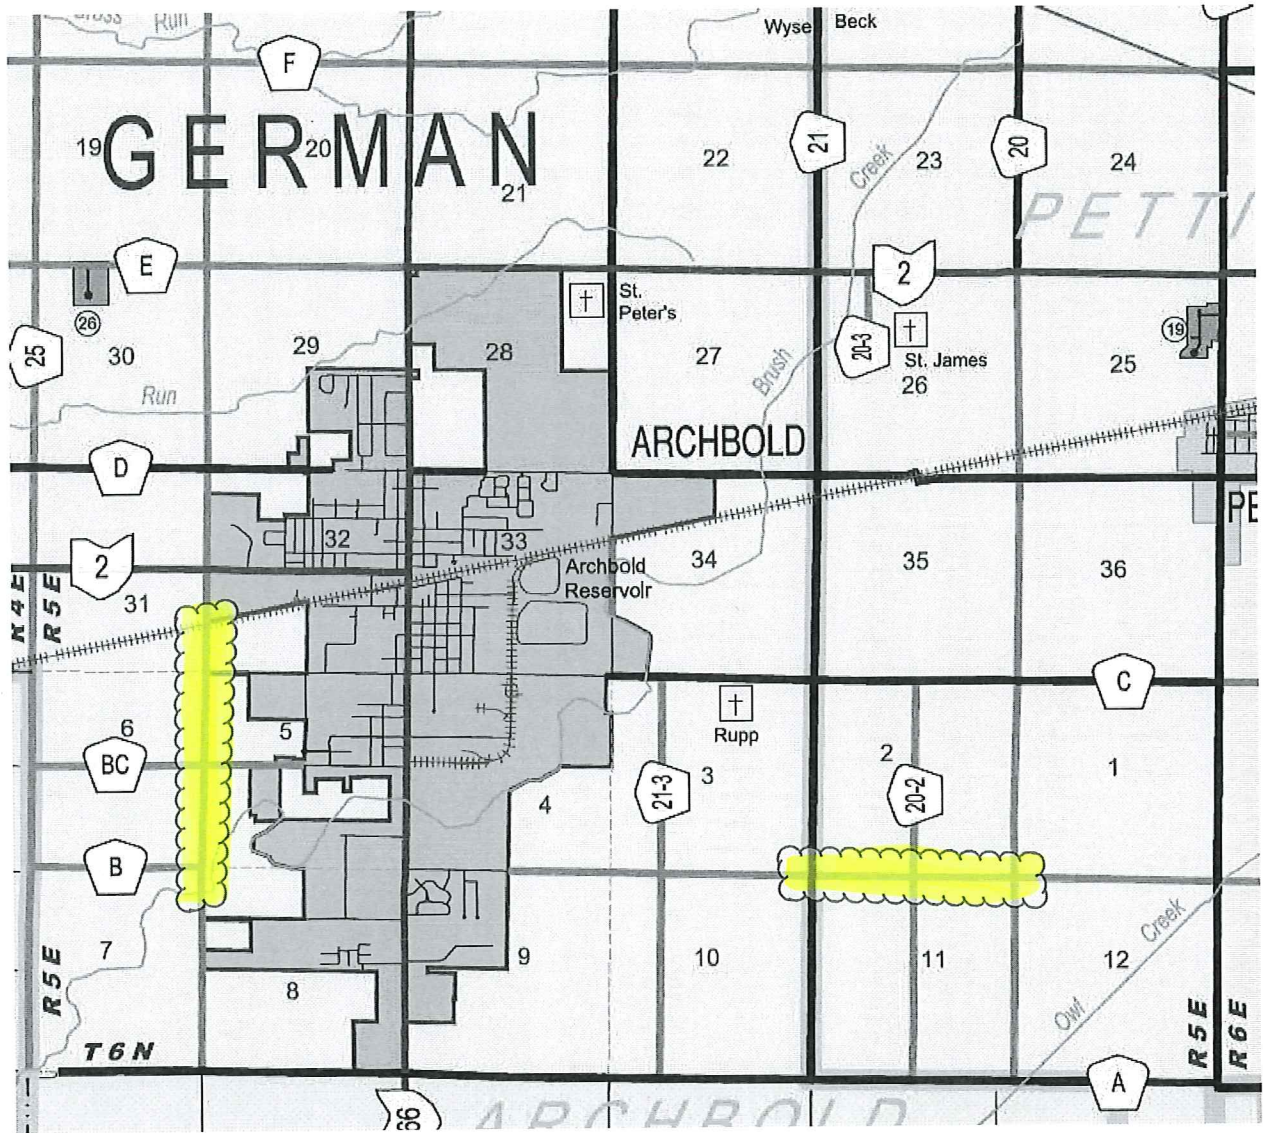 Run
Wyse Beck
F
GERMAN
19
20
21
22
21
23
20
24
Creek
PETTI
E
2
St.
Peter's
26
25
30
29
28
27
20-3
St. James
26
19
25
Run
Brush
ARCHBOLD
D
PE
32
33
34
35
36
2
31
Archbold
Reservoir
R4E
R5E
C
Rupp
6
5
BC
21-3
3
2
20-2
1
4
B
7
R5E
8
9
10
11
12
Creek
Owl
R5E
R6E
T6N
A
66
ARCHBOLD